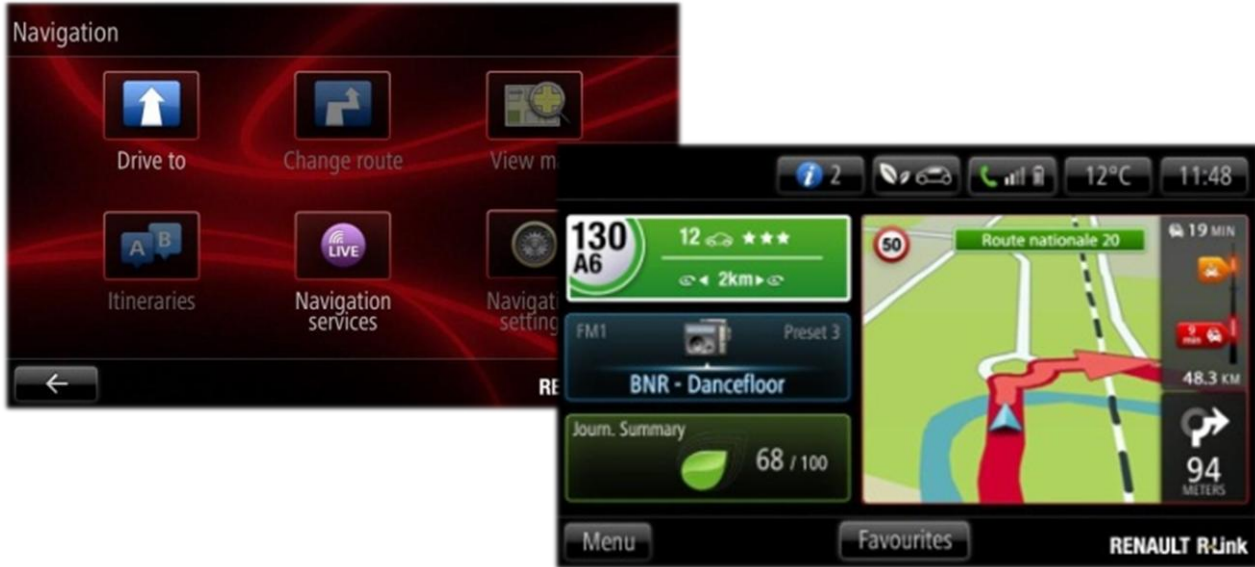 Navigation
Drive to
Change route
View m
Itineraries
LIVE
Navigation
services
Navigati
setting
A B
RE
i 2
12°C
11:48
130
A6
12
2km
50
Route nationale 20
19 MIN
9
min
48.3 KM
FM1
Preset 3
BNR - Dancefloor
Journ. Summary
68 / 100
94
METERS
Menu
Favourites
RENAULT R-Link